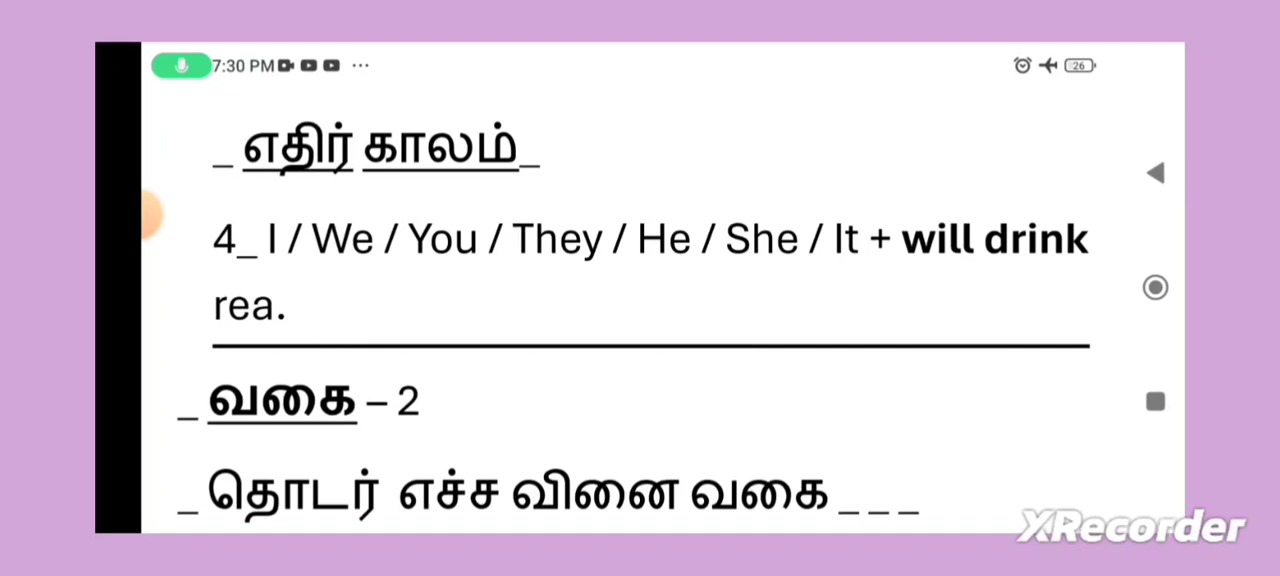 7:30 PM ...
26
_ எதிர் காலம்_
4_ I / We / You / They / He / She / It + will drink
rea.
_ வகை – 2
_ தொடர் எச்ச வினை வகை_ _ _
XRecorder